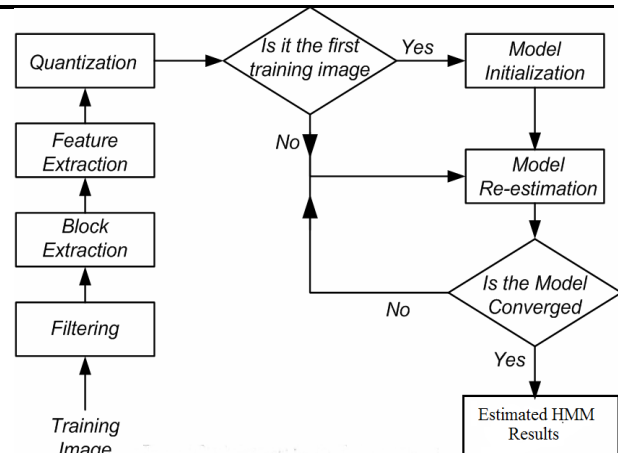 Quantization
Is it the first
training image
Yes
Model
Initialization
Feature
Extraction
No
Model
Re-estimation
Block
Extraction
Is the Model
Converged
No
Filtering
Yes
Training
Image
Estimated HMM
Results